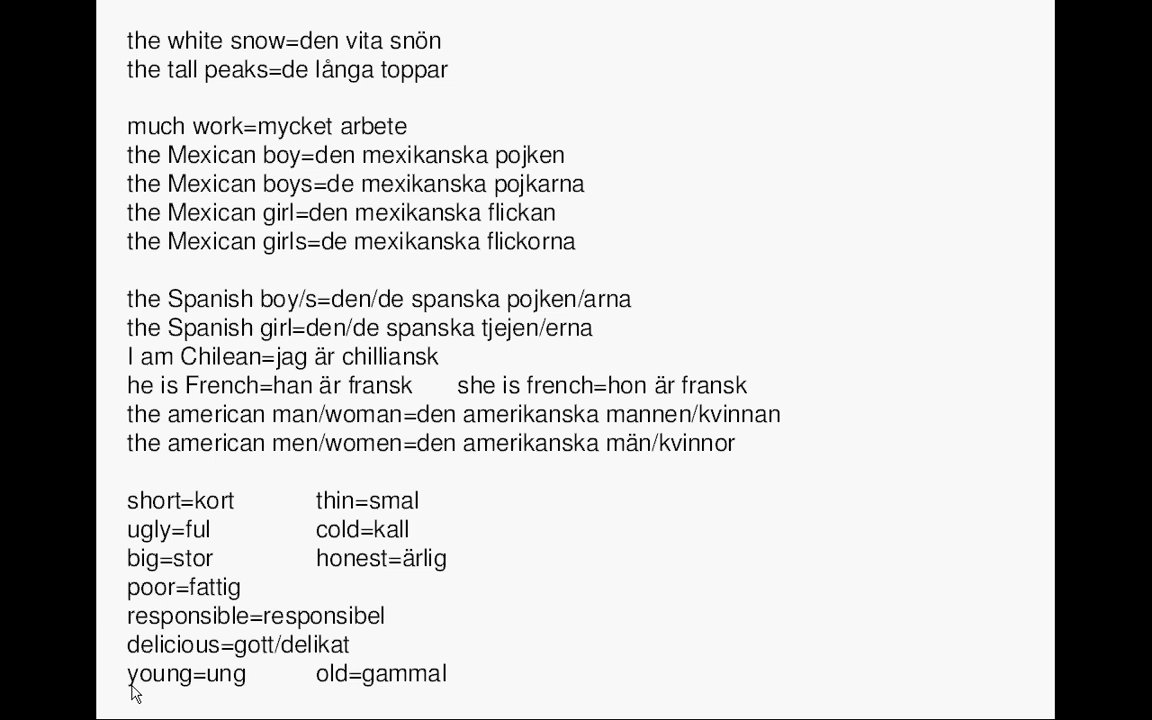 the white snow=den vita snön
the tall peaks=de långa toppar
much work=mycket arbete
the Mexican boy=den mexikanska pojken
the Mexican boys=de mexikanska pojkarna
the Mexican girl=den mexikanska flickan
the Mexican girls=de mexikanska flickorna
the Spanish boy/s=den/de spanska pojken/arna
the Spanish girl=den/de spanska tjejen/erna
I am Chilean=jag är chilliansk
he is French=han är fransk she is french=hon är fransk
the american man/woman=den amerikanska mannen/kvinnan
the american men/women=den amerikanska män/kvinnor
short=kort thin=smal
ugly=ful cold=kall
big=stor honest=ärlig
poor=fattig
responsible=responsibel
delicious=gott/delikat
young=ung old=gammal